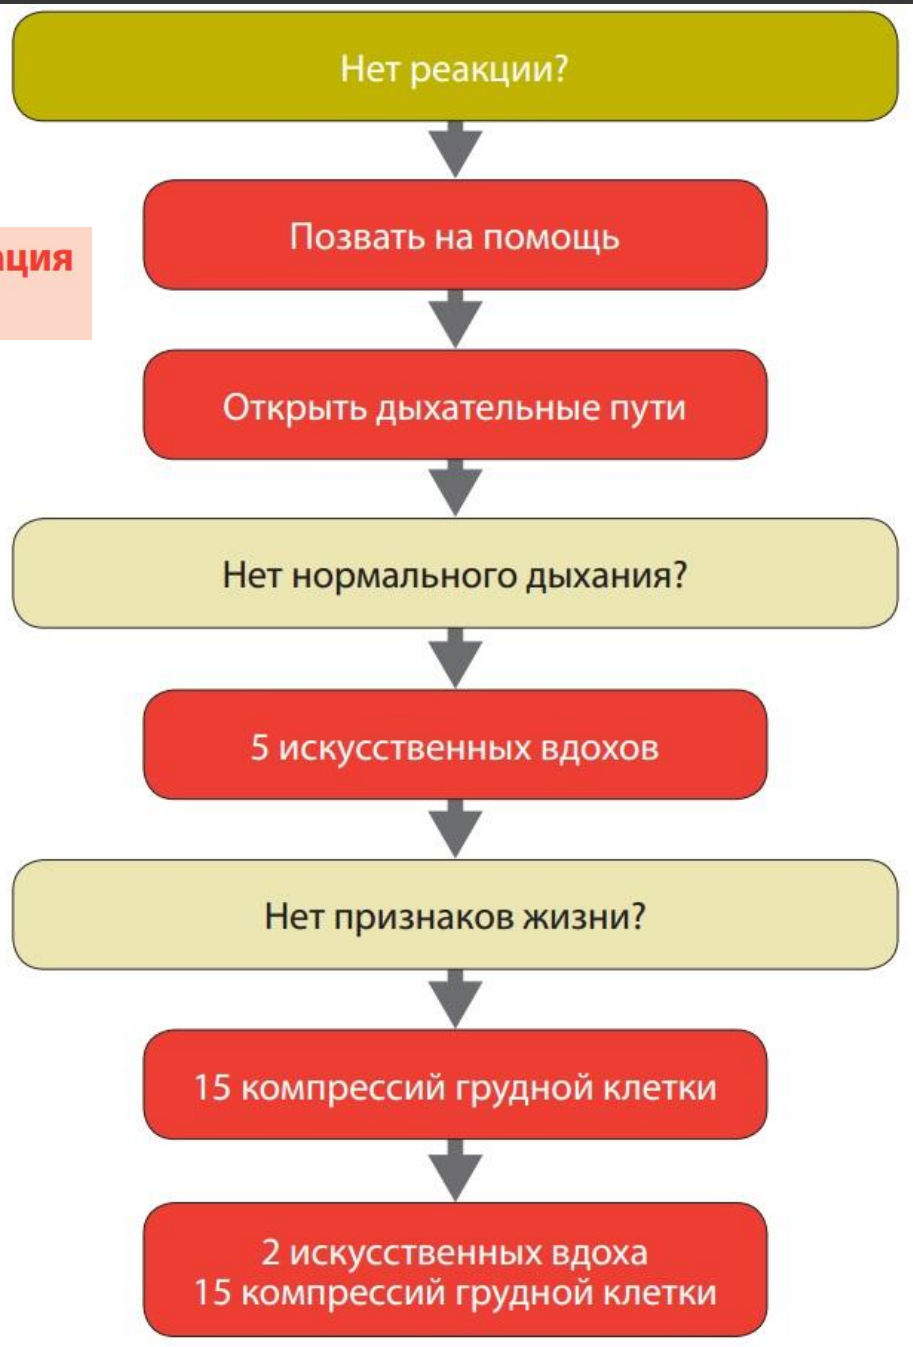 Нет реакции?
Позвать на помощь
Открыть дыхательные пути
Нет нормального дыхания?
5 искусственных вдохов
Нет признаков жизни?
15 компрессий грудной клетки
2 искусственных вдоха
15 компрессий грудной клетки